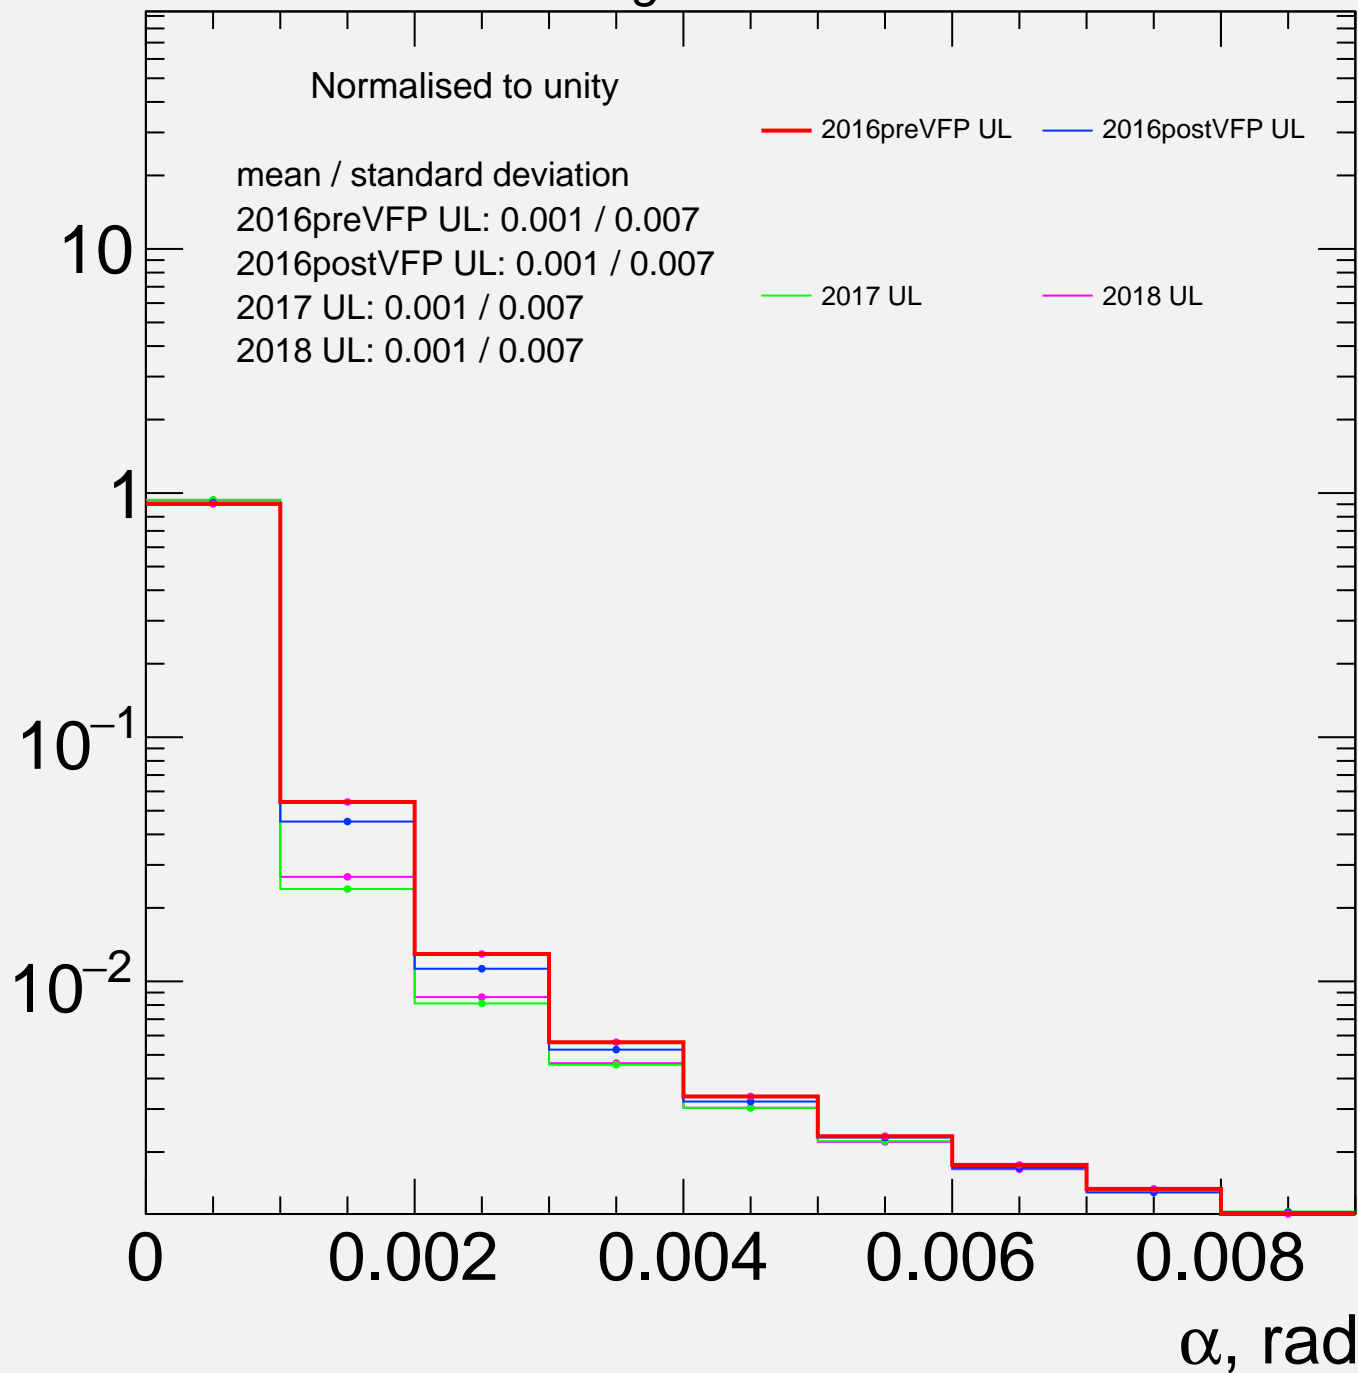 Normalised to unity
2016preVFP UL
2016postVFP UL
mean / standard deviation
2016preVFP UL: 0.001 / 0.007
2016postVFP UL: 0.001 / 0.007
2017 UL: 0.001 / 0.007
2018 UL: 0.001 / 0.007
2017 UL
2018 UL
10
1
10⁻¹
10⁻²
0 0.002 0.004 0.006 0.008
α, rad